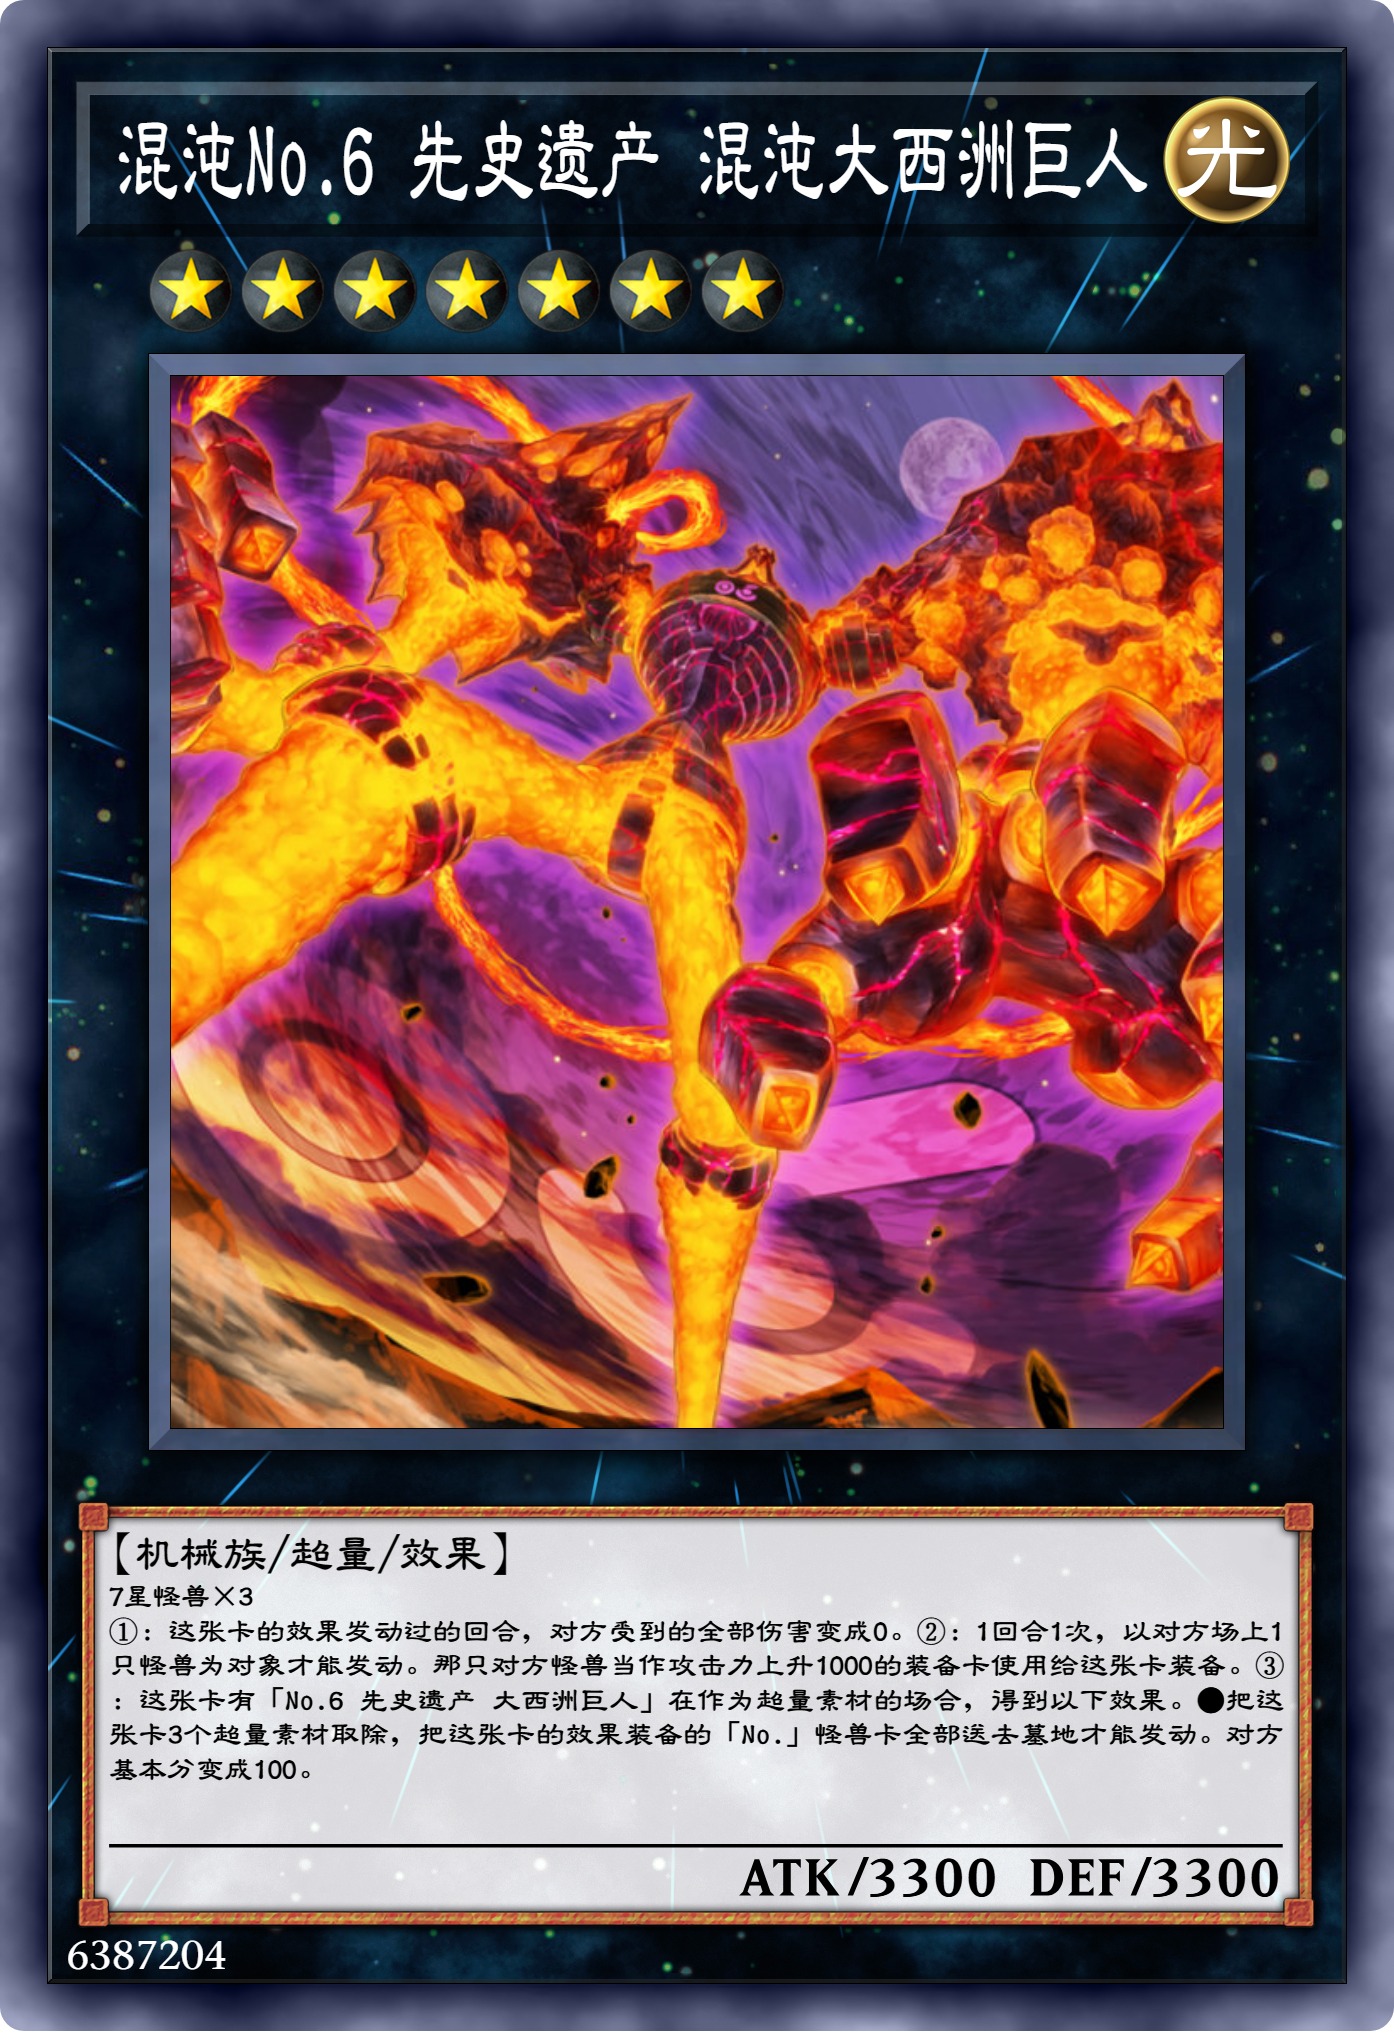 混沌No.6 先史遗产 混沌大西洲巨人 光
【机械族/超量/效果】
7星怪兽×3
①：这张卡的效果发动过的回合，对方受到的全部伤害变成0。②：1回合1次，以对方场上1
只怪兽为对象才能发动。那只对方怪兽当作攻击力上升1000的装备卡使用给这张卡装备。③
：这张卡有「No.6 先史遗产 大西洲巨人」在作为超量素材的场合，得到以下效果。●把这
张卡3个超量素材取除，把这张卡的效果装备的「No.」怪兽卡全部送去墓地才能发动。对方
基本分变成100。
ATK/3300 DEF/3300
6387204